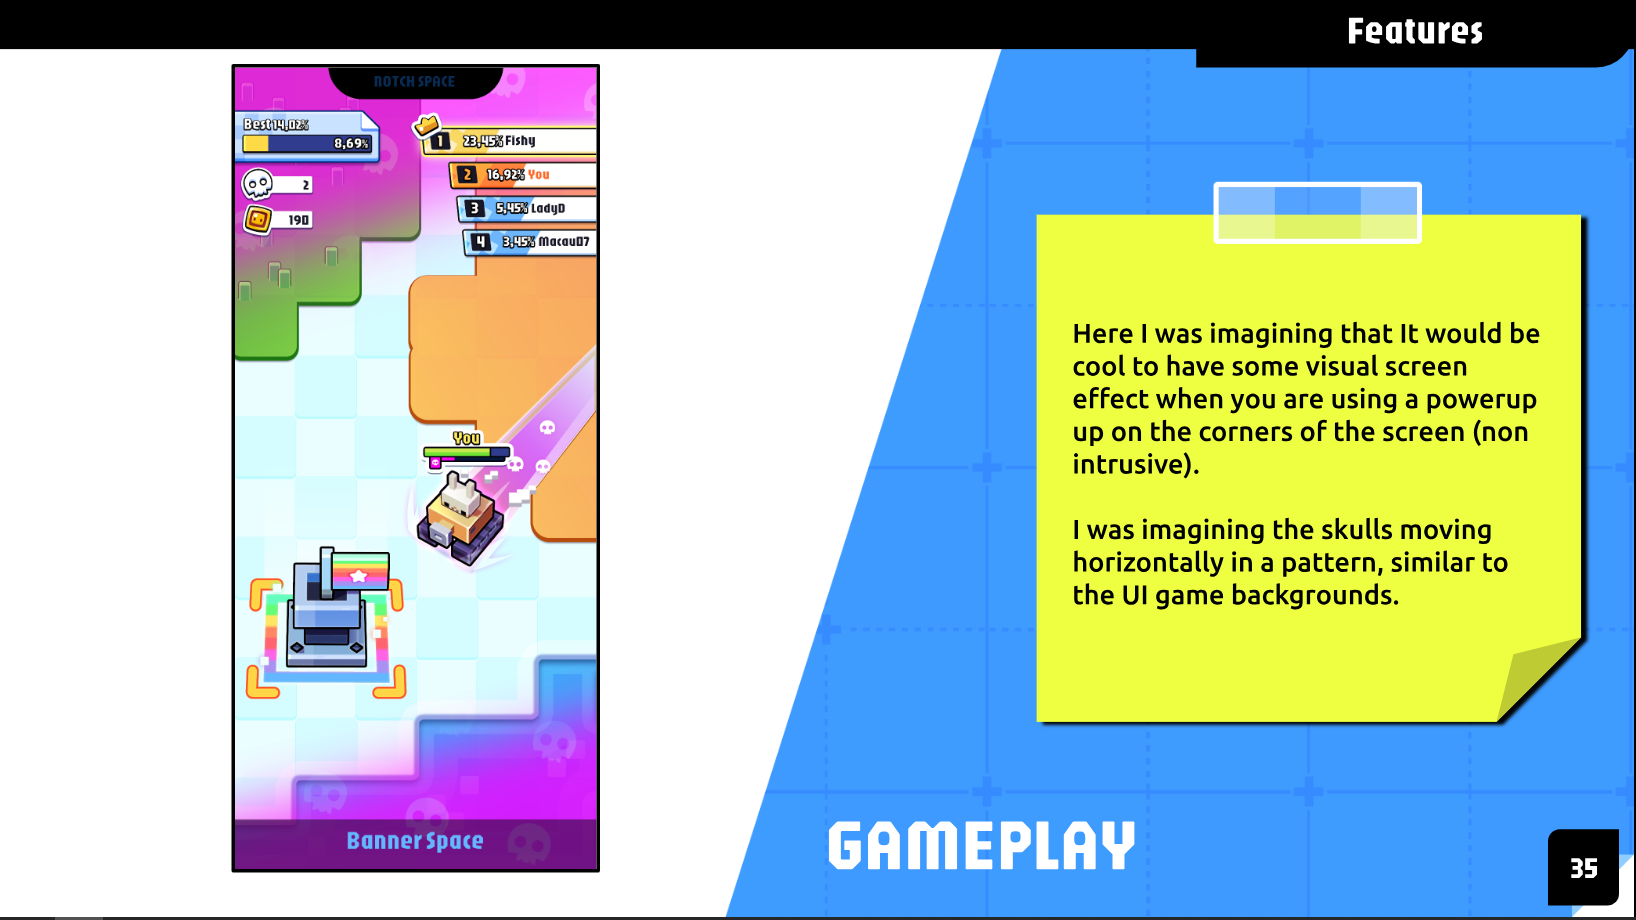 Features
NOTCH SPACE
Best 14,02%
8,69%
2
190
1 23,45% Fishy
2 16,92% You
3 5,45% LadyD
4 3,45% Macau07
You
Banner Space
Here I was imagining that It would be
cool to have some visual screen
effect when you are using a powerup
up on the corners of the screen (non
intrusive).
I was imagining the skulls moving
horizontally in a pattern, similar to
the UI game backgrounds.
GAMEPLAY
35